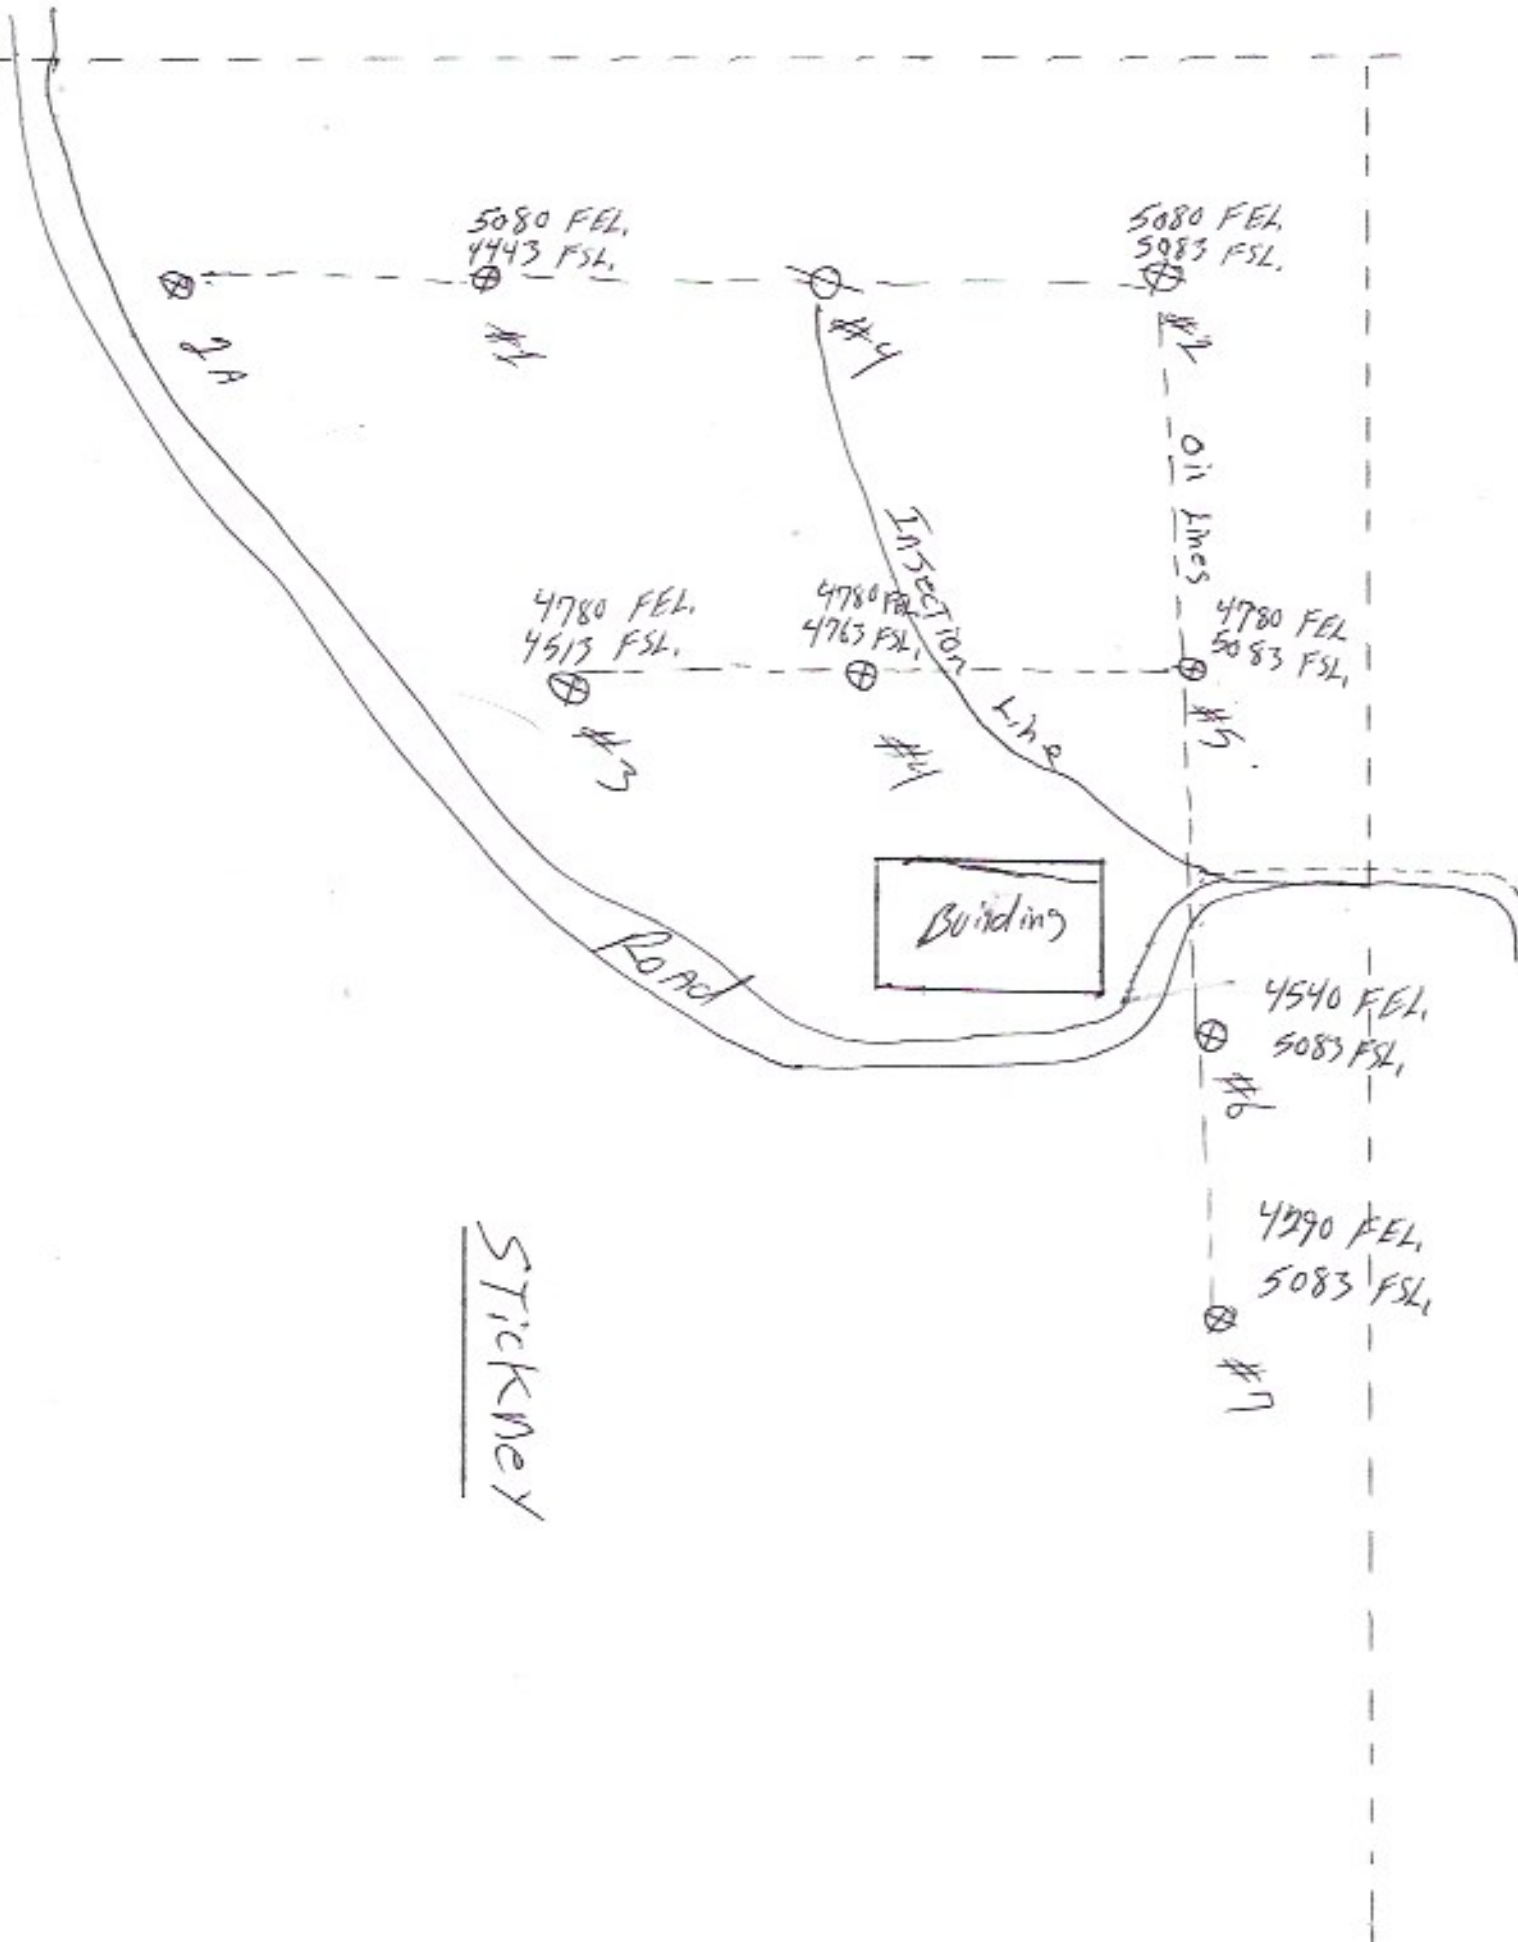 5080 FEL.
4443 FSL.
5080 FEL.
5083 FSL.
2A
#1
#4
#2
Oil Lines
Insection Line
4780 FEL.
4513 FSL.
4780 FEL.
4763 FSL.
4780 FEL
5083 FSL.
#3
#4
#5
Building
Road
4540 FEL.
5083 FSL.
#6
4290 FEL.
5083 FSL.
#7
STickney